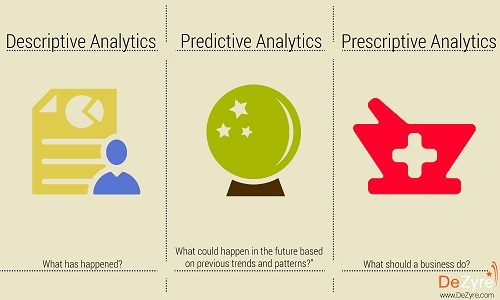 Descriptive Analytics
Predictive Analytics
Prescriptive Analytics
What has happened?
What could happen in the future based
on previous trends and patterns?"
What should a business do?
DeZyre
www.DeZyre.com